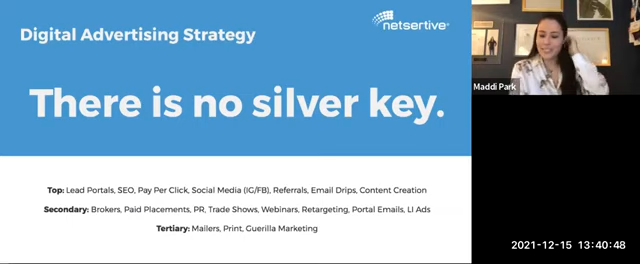 Digital Advertising Strategy
netsertive
There is no silver key.
Top: Lead Portals, SEO, Pay Per Click, Social Media (IG/FB), Referrals, Email Drips, Content Creation
Secondary: Brokers, Paid Placements, PR, Trade Shows, Webinars, Retargeting, Portal Emails, LI Ads
Tertiary: Mailers, Print, Guerilla Marketing
Maddi Park
2021-12-15 13:40:48